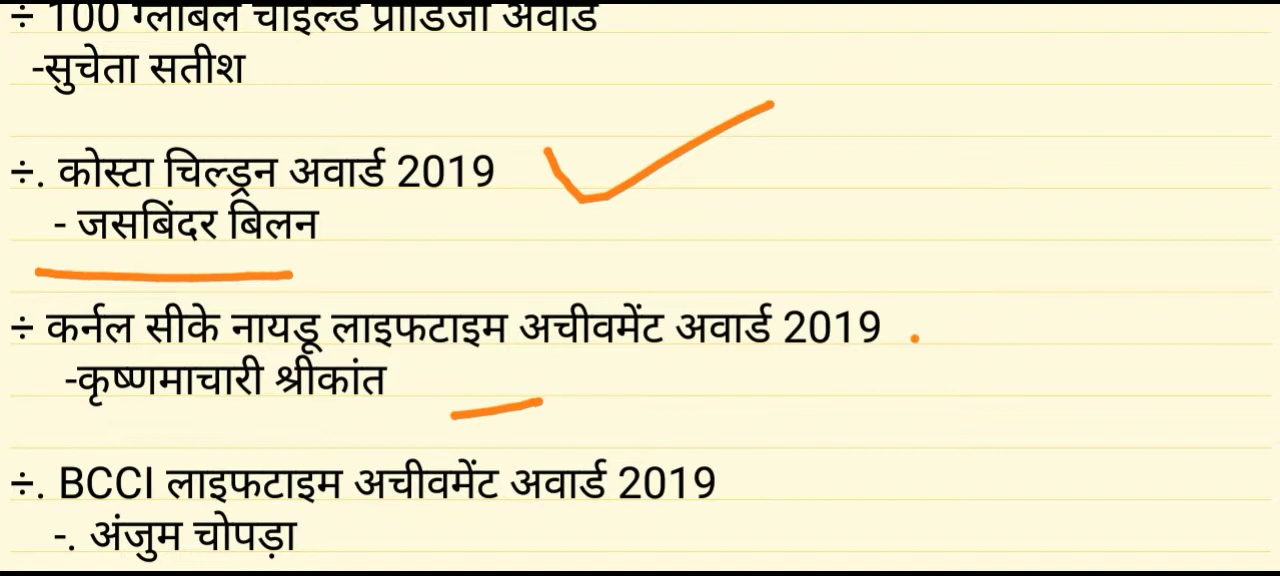 ÷ 100 ग्लोबल चाइल्ड प्रोडिजी अवार्ड
-सुचेता सतीश
÷. कोस्टा चिल्ड्रन अवार्ड 2019
- जसबिंदर बिलन
÷ कर्नल सीके नायडू लाइफटाइम अचीवमेंट अवार्ड 2019
-कृष्णमाचारी श्रीकांत
÷. BCCI लाइफटाइम अचीवमेंट अवार्ड 2019
-. अंजुम चोपड़ा